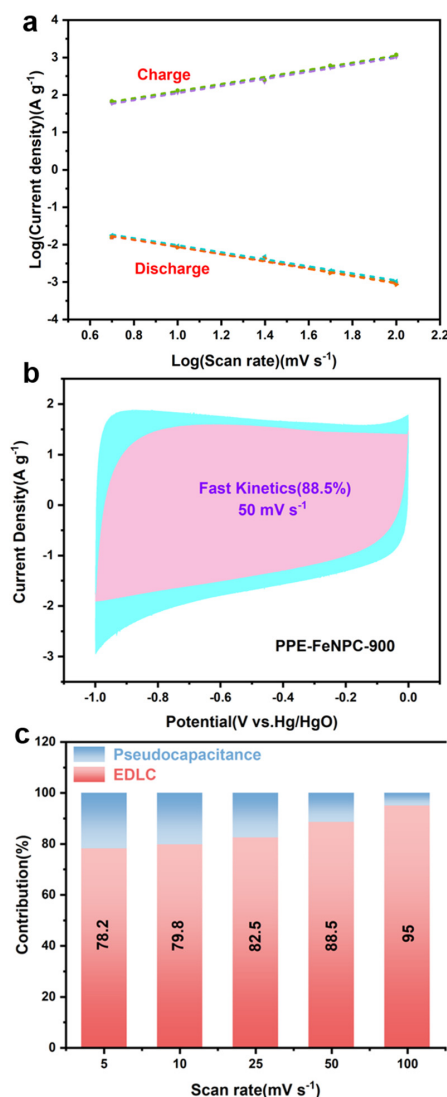 a
Log(Current density)(A g⁻¹)
3
2
1
0
-1
-2
-3
-4
Charge
Discharge
0.6 0.8 1.0 1.2 1.4 1.6 1.8 2.0 2.2
Log(Scan rate)(mV s⁻¹)
b
Current Density(A g⁻¹)
2
1
0
-1
-2
-3
Fast Kinetics(88.5%)
50 mV s⁻¹
PPE-FeNPC-900
-1.0 -0.8 -0.6 -0.4 -0.2 0.0
Potential(V vs.Hg/HgO)
c
Contribution(%)
120
100
80
60
40
20
0
Pseudocapacitance
EDLC
78.2 79.8 82.5 88.5 95
5 10 25 50 100
Scan rate(mV s⁻¹)